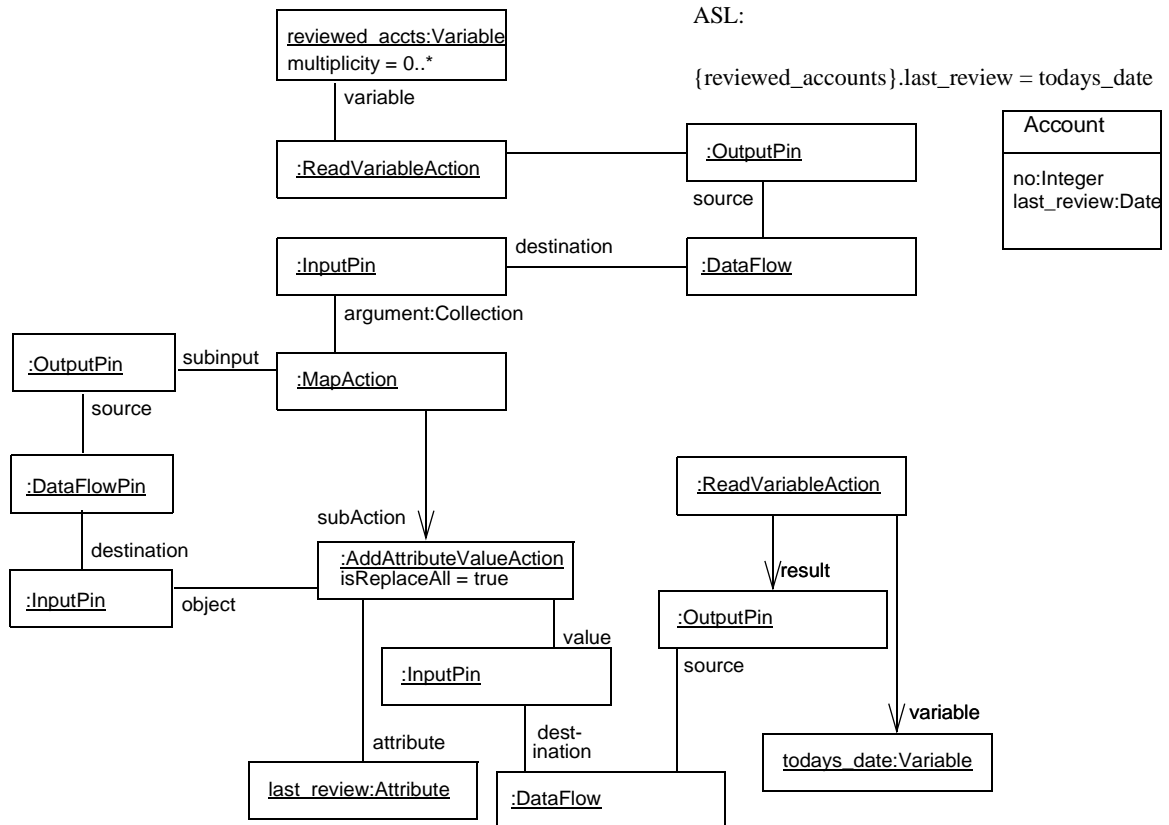 ASL:
reviewed_accts:Variable
multiplicity = 0..*
{reviewed_accounts}.last_review = todays_date
variable
Account
:OutputPin
:ReadVariableAction
no:Integer
last_review:Date
source
destination
:InputPin
:DataFlow
argument:Collection
:OutputPin
subinput
:MapAction
source
:DataFlowPin
:ReadVariableAction
subAction
destination
:AddAttributeValueAction
isReplaceAll = true
result
:InputPin
object
:OutputPin
value
source
:InputPin
variable
attribute
dest-
ination
todays_date:Variable
last_review:Attribute
:DataFlow